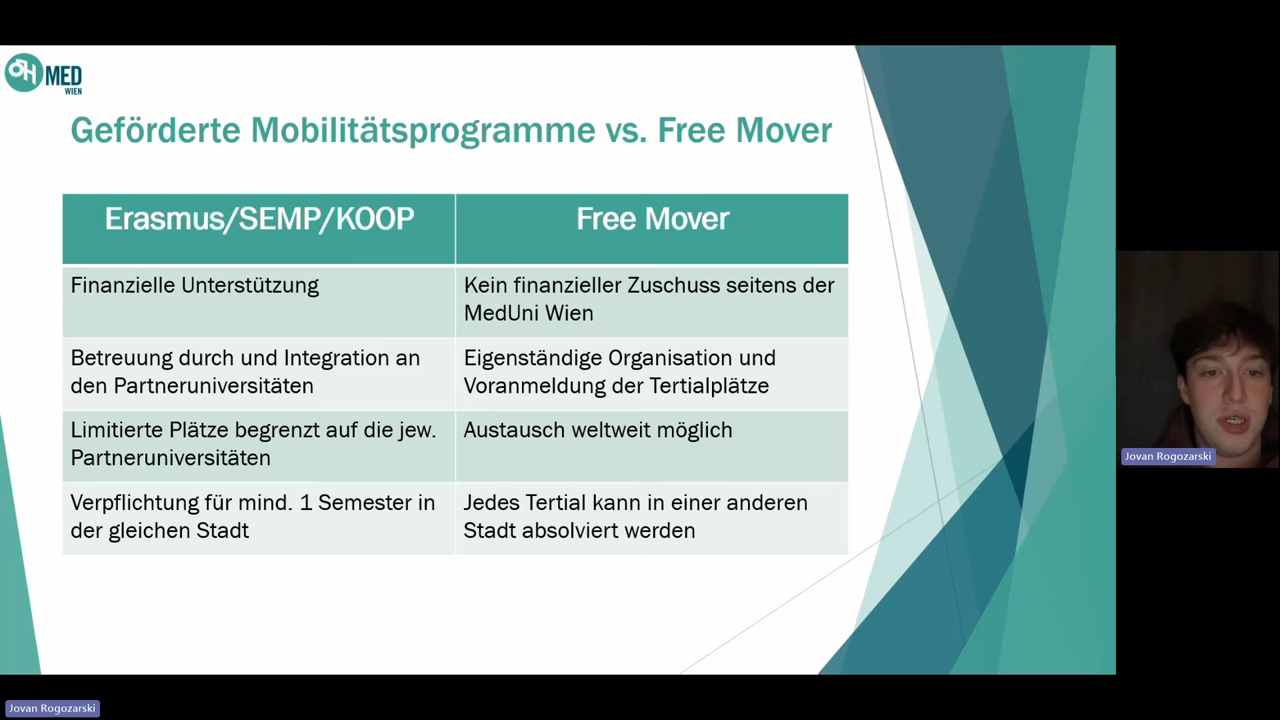 ÖH MED
WIEN
Geförderte Mobilitätsprogramme vs. Free Mover
Erasmus/SEMP/KOOP
Free Mover
Finanzielle Unterstützung
Kein finanzieller Zuschuss seitens der
MedUni Wien
Betreuung durch und Integration an
den Partneruniversitäten
Eigenständige Organisation und
Voranmeldung der Tertialplätze
Limitierte Plätze begrenzt auf die jew.
Partneruniversitäten
Austausch weltweit möglich
Verpflichtung für mind. 1 Semester in
der gleichen Stadt
Jedes Tertial kann in einer anderen
Stadt absolviert werden
Jovan Rogozarski
Jovan Rogozarski